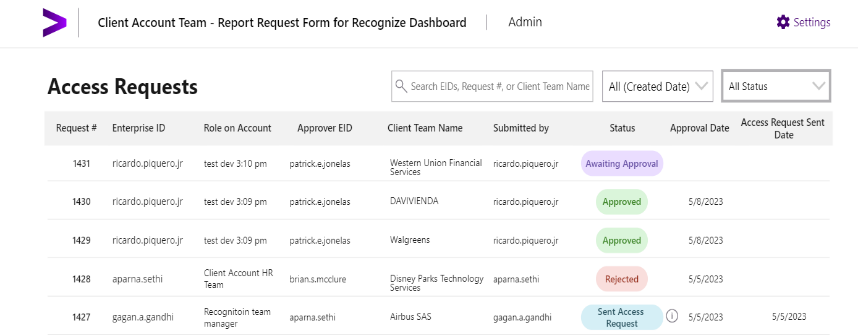 Client Account Team - Report Request Form for Recognize Dashboard Admin Settings
Access Requests Search EIDs, Request #, or Client Team Name All (Created Date) All Status
Request # Enterprise ID Role on Account Approver EID Client Team Name Submitted by Status Approval Date Access Request Sent Date
1431 ricardo.piquero.jr test dev 3:10 pm patrick.e.jonelas Western Union Financial Services ricardo.piquero.jr Awaiting Approval
1430 ricardo.piquero.jr test dev 3:09 pm patrick.e.jonelas DAVIVIENDA ricardo.piquero.jr Approved 5/8/2023
1429 ricardo.piquero.jr test dev 3:09 pm patrick.e.jonelas Walgreens ricardo.piquero.jr Approved 5/8/2023
1428 aparna.sethi Client Account HR Team brian.s.mcclure Disney Parks Technology Services aparna.sethi Rejected 5/5/2023
1427 gagan.a.gandhi Recognitoin team manager aparna.sethi Airbus SAS gagan.a.gandhi Sent Access Request 5/5/2023 5/5/2023